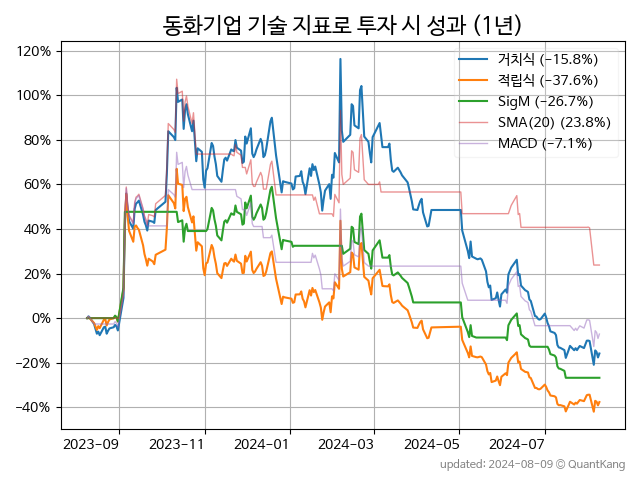 동화기업 기술 지표로 투자 시 성과 (1년)
120%
100%
80%
60%
40%
20%
0%
−20%
−40%
거치식 (−15.8%)
적립식 (−37.6%)
SigM (−26.7%)
SMA(20) (23.8%)
MACD (−7.1%)
2023-09 2023-11 2024-01 2024-03 2024-05 2024-07
updated: 2024-08-09 © QuantKang